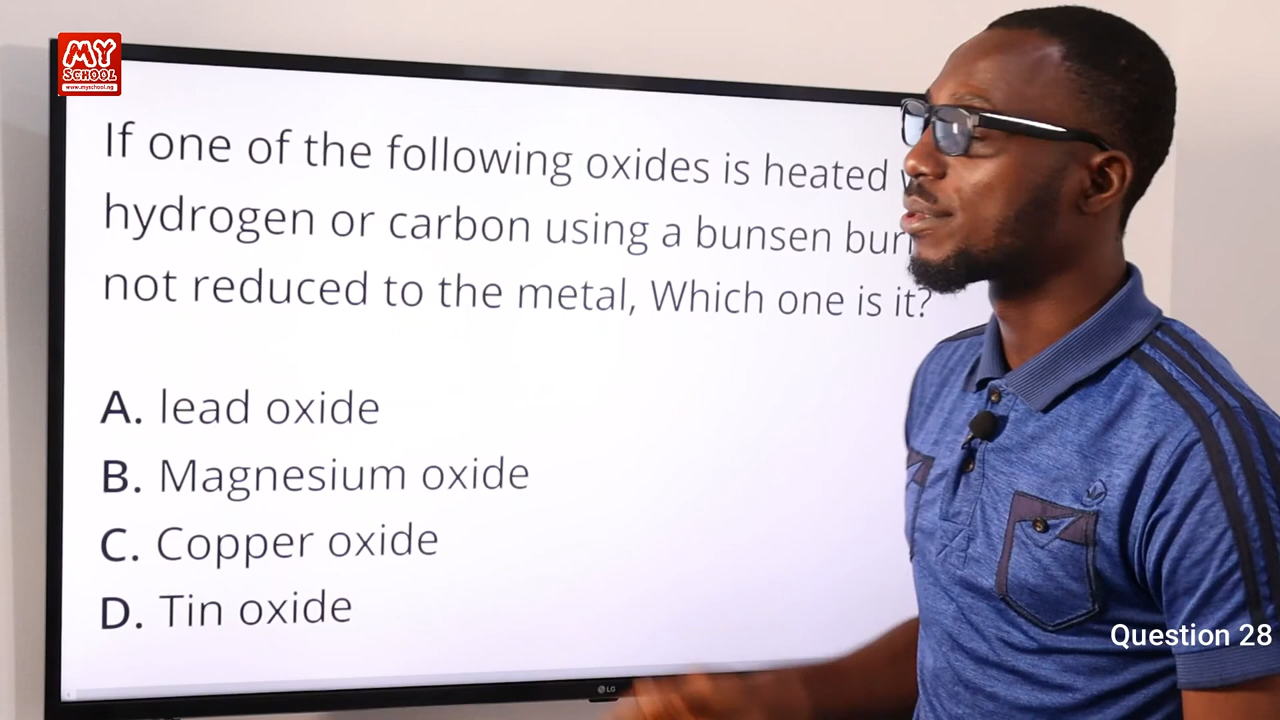 MY
SCHOOL
www.myschool.ng
If one of the following oxides is heated
hydrogen or carbon using a bunsen
not reduced to the metal, Which one is it?
A. lead oxide
B. Magnesium oxide
C. Copper oxide
D. Tin oxide
LG
Question 28